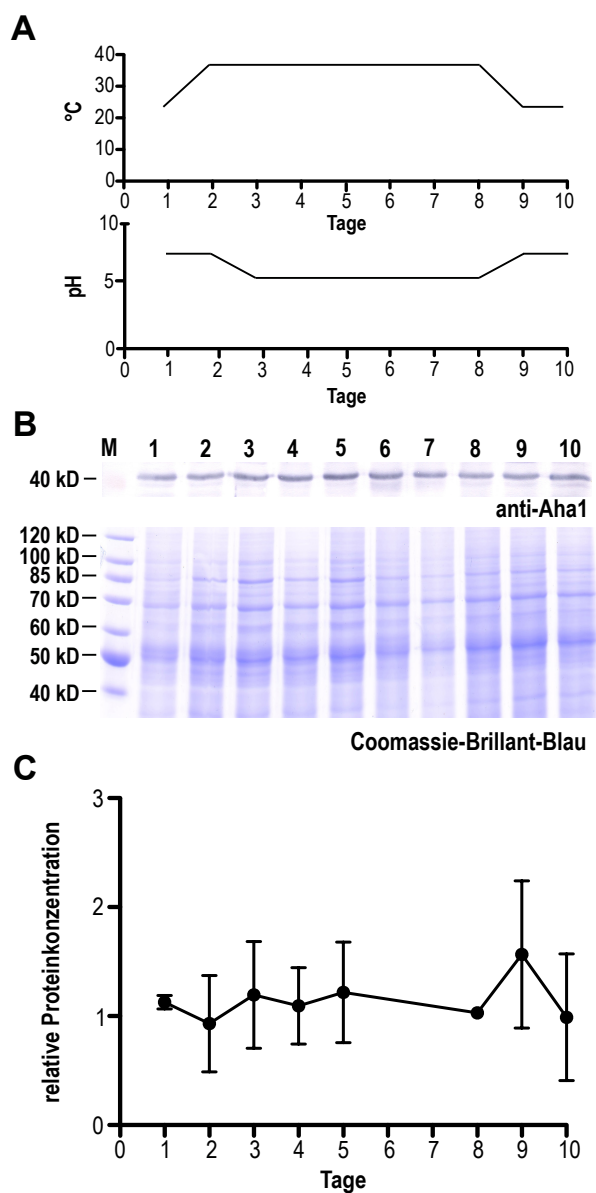 A
40
30
20
10
0
°C
0 1 2 3 4 5 6 7 8 9 10
Tage
10
5
0
pH
0 1 2 3 4 5 6 7 8 9 10
Tage
B
M 1 2 3 4 5 6 7 8 9 10
40 kD
anti-Aha1
120 kD
100 kD
85 kD
70 kD
60 kD
50 kD
40 kD
Coomassie-Brillant-Blau
C
3
2
1
0
relative Proteinkonzentration
0 1 2 3 4 5 6 7 8 9 10
Tage